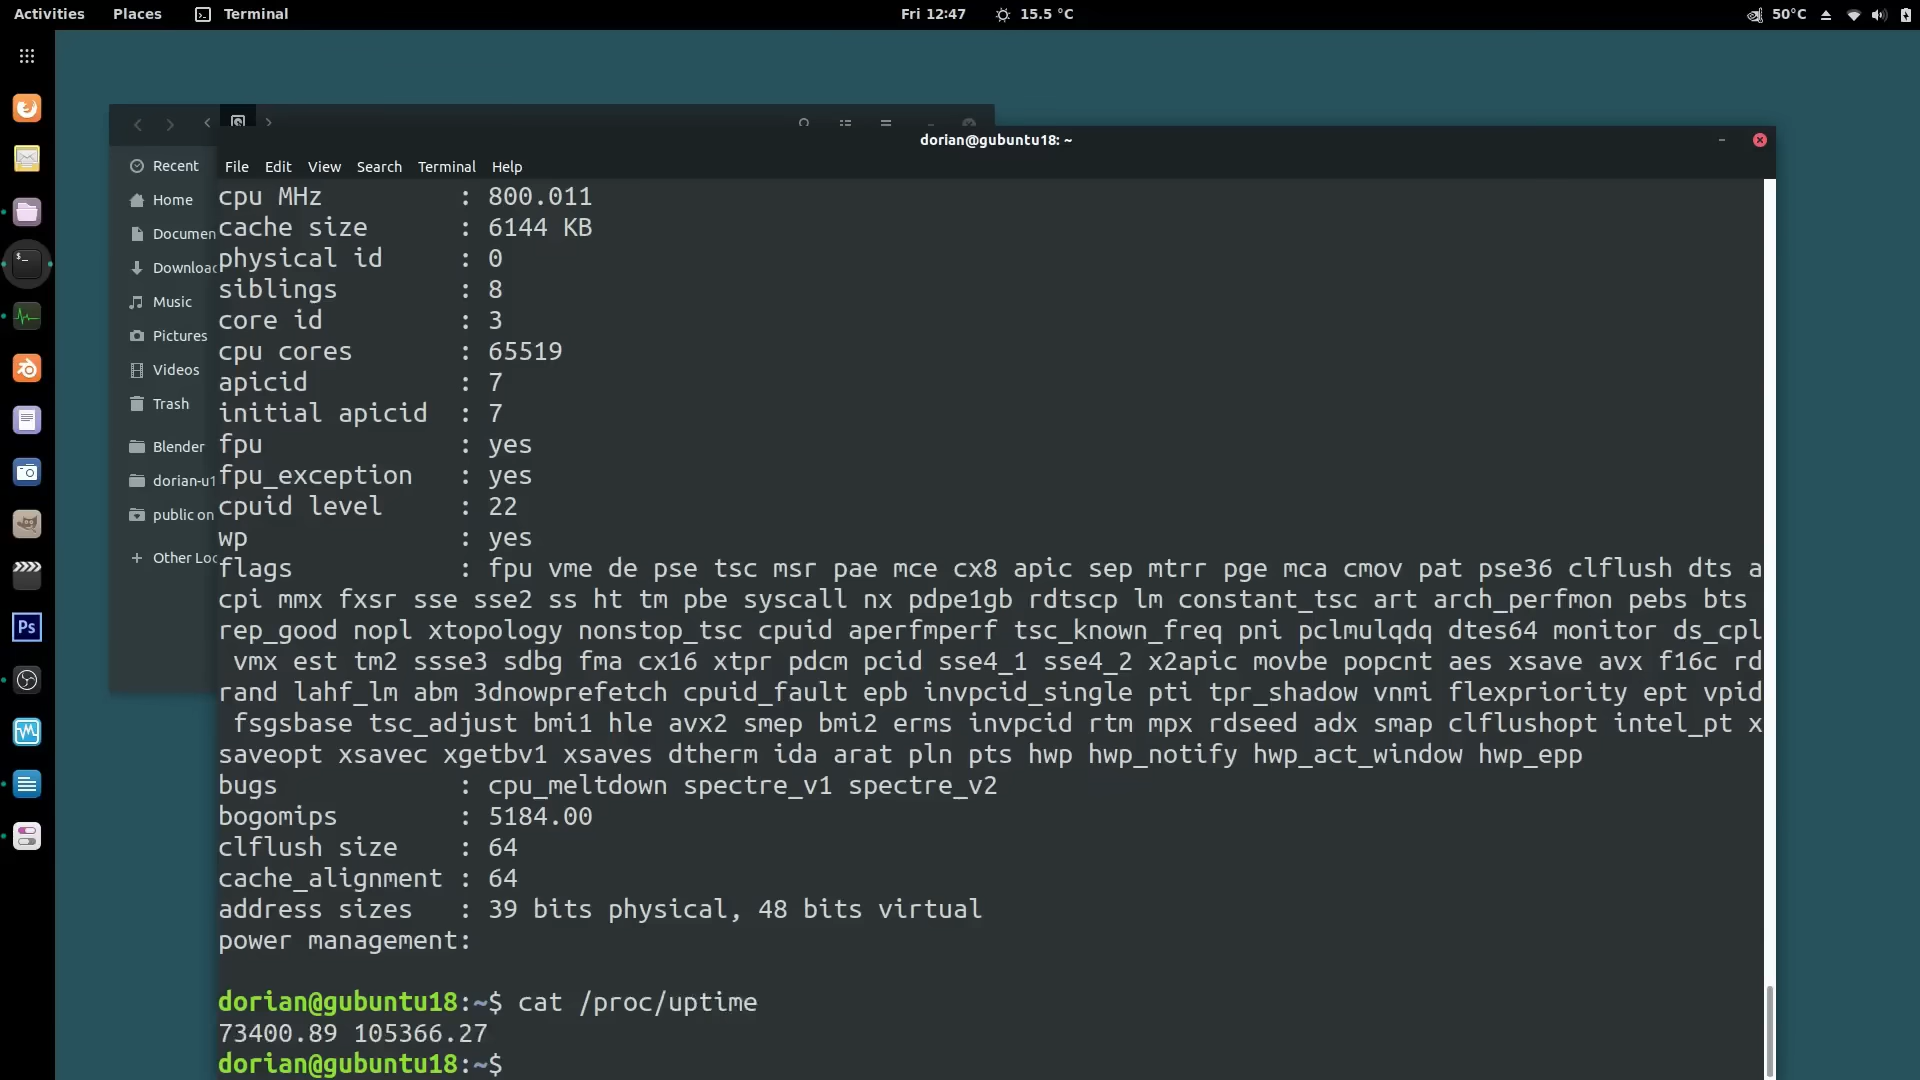 Activities Places Terminal Fri 12:47 15.5 °C 50°C
dorian@gubuntu18: ~
File Edit View Search Terminal Help
Recent
Home
Documen
Downloac
Music
Pictures
Videos
Trash
Blender
dorian-u1
public on
Other Loc
cpu MHz : 800.011
cache size : 6144 KB
physical id : 0
siblings : 8
core id : 3
cpu cores : 65519
apicid : 7
initial apicid : 7
fpu : yes
fpu_exception : yes
cpuid level : 22
wp : yes
flags : fpu vme de pse tsc msr pae mce cx8 apic sep mtrr pge mca cmov pat pse36 clflush dts a
cpi mmx fxsr sse sse2 ss ht tm pbe syscall nx pdpe1gb rdtscp lm constant_tsc art arch_perfmon pebs bts
rep_good nopl xtopology nonstop_tsc cpuid aperfmperf tsc_known_freq pni pclmulqdq dtes64 monitor ds_cpl
vmx est tm2 ssse3 sdbg fma cx16 xtpr pdcm pcid sse4_1 sse4_2 x2apic movbe popcnt aes xsave avx f16c rd
rand lahf_lm abm 3dnowprefetch cpuid_fault epb invpcid_single pti tpr_shadow vnmi flexpriority ept vpid
fsgsbase tsc_adjust bmi1 hle avx2 smep bmi2 erms invpcid rtm mpx rdseed adx smap clflushopt intel_pt x
saveopt xsavec xgetbv1 xsaves dtherm ida arat pln pts hwp hwp_notify hwp_act_window hwp_epp
bugs : cpu_meltdown spectre_v1 spectre_v2
bogomips : 5184.00
clflush size : 64
cache_alignment : 64
address sizes : 39 bits physical, 48 bits virtual
power management:
dorian@gubuntu18:~$ cat /proc/uptime
73400.89 105366.27
dorian@gubuntu18:~$
$_
Ps